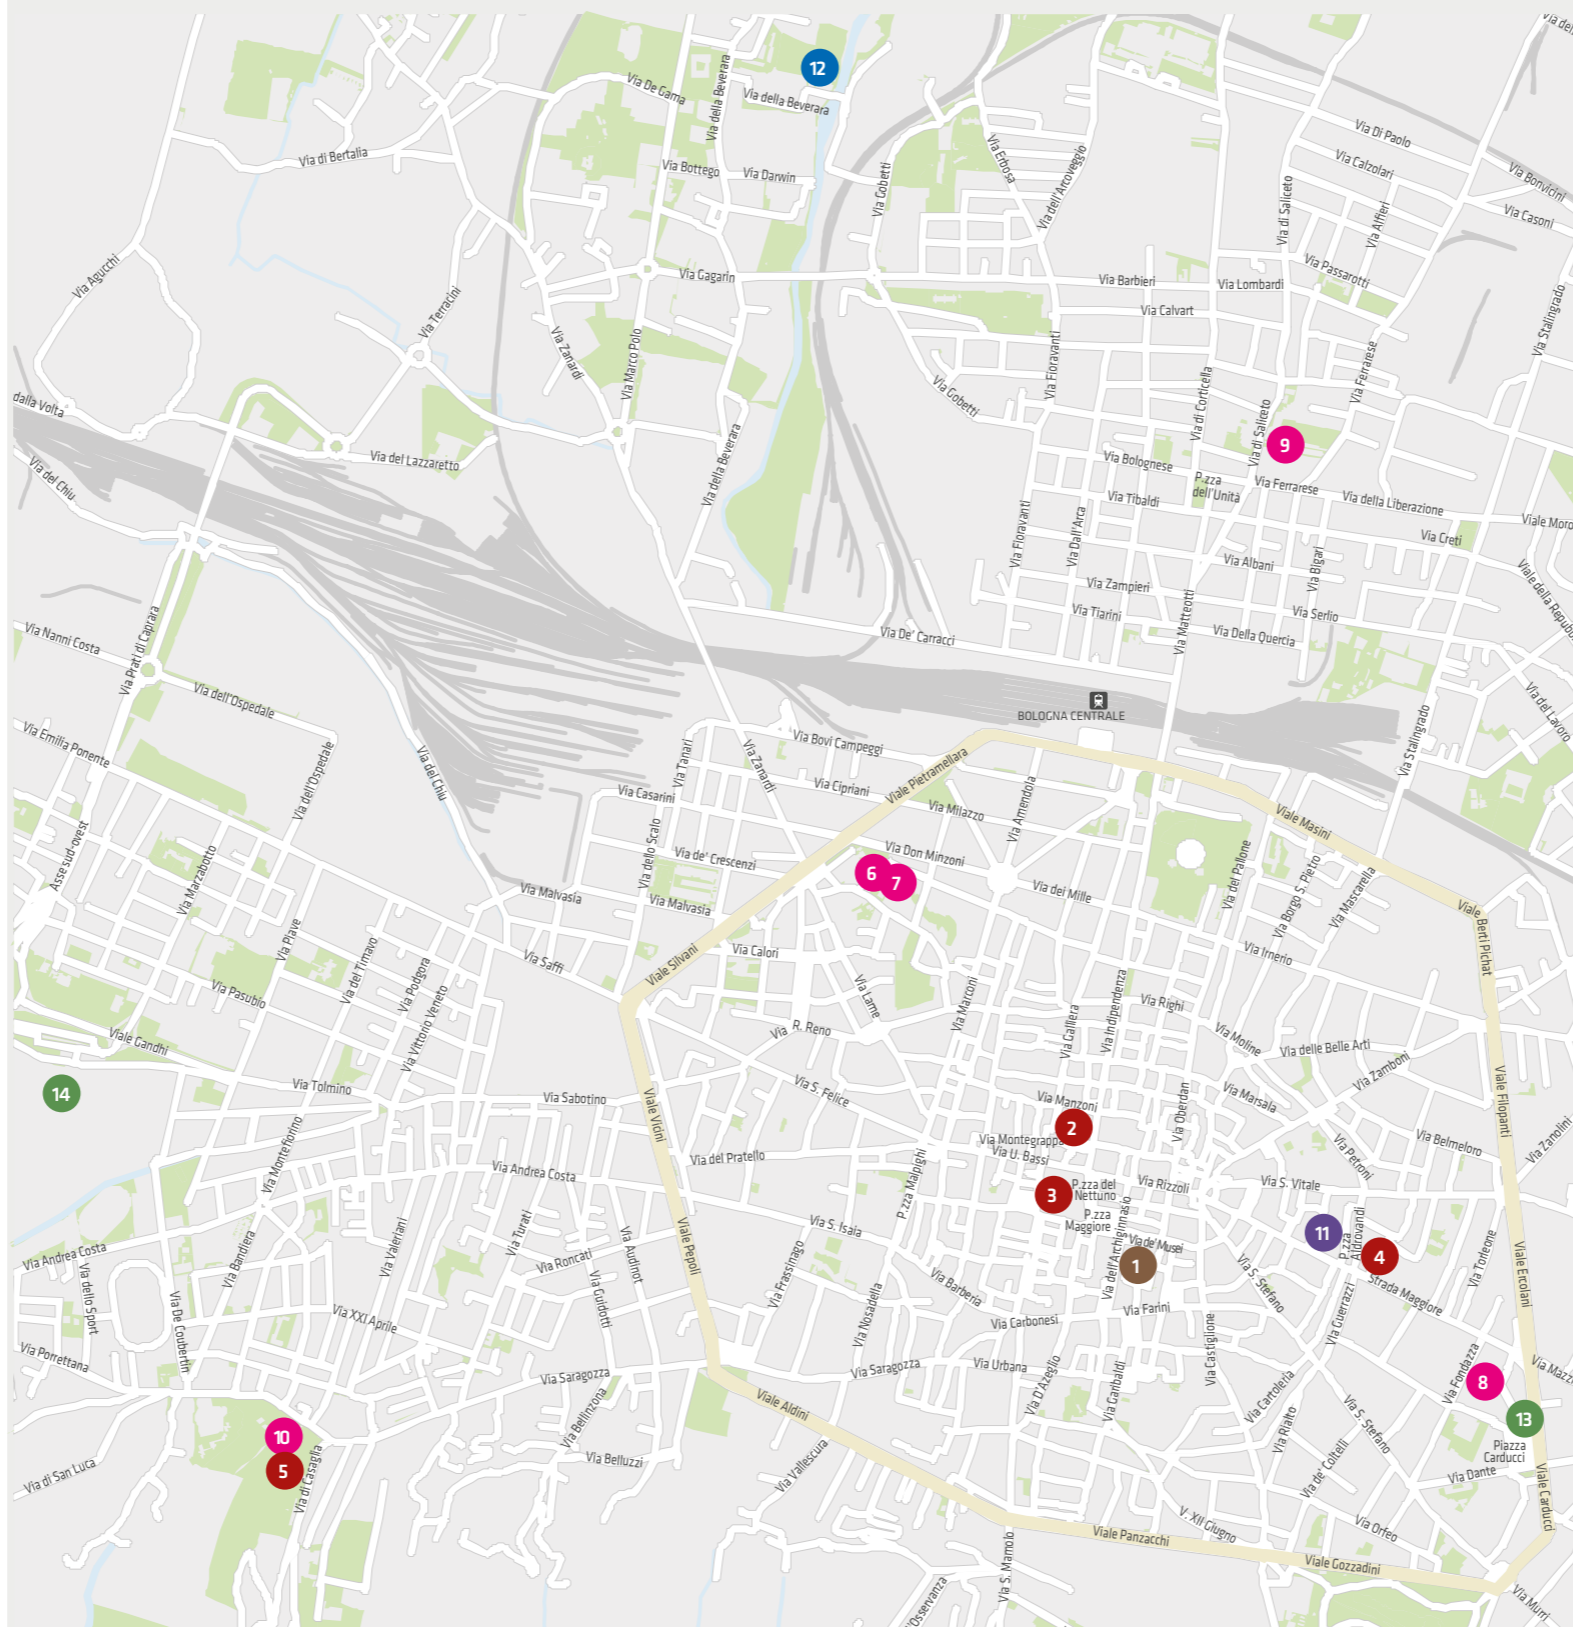 12
Via De Gama
Via della Beverara
Via della Beverara
Via di Bertalia
Via Bottego
Via Darwin
Via Gobetti
Via Erbosa
Via dell'Arcoveggio
Via Di Paolo
Via Calzolari
Via Bonvicini
Via Casoni
Via di Saliceto
Via Alfieri
Via Passarotti
Via Agucchi
Via Terracini
Via Gagarin
Via Barbieri
Via Lombardi
Via Calvart
Via Stalingrado
Via Zanardi
Via Marco Polo
Via Fioravanti
Via Gobetti
Via di Corticella
Via Ferrarese
dalla Volta
Via del Chiu
Via del Lazzaretto
Via della Beverara
Via di Saliceto
9
Via Bolognese
P.zza
dell'Unità
Via Ferrarese
Via della Liberazione
Via Tibaldi
Viale Moro
Via Creti
Via Fioravanti
Via Dall'Arca
Via Albani
Via Bigari
Via Zampieri
Via Tiarini
Via Serlio
Viale della Repubbl
Via Matteotti
Via Della Quercia
Via De' Carracci
Via Nanni Costa
Via Prati di Caprara
Via dell'Ospedale
BOLOGNA CENTRALE
Via del Lavoro
Via Stalingrado
Via Emilia Ponente
Via dell'Ospedale
Via del Chiu
Via Tanari
Via Zanardi
Via Bovi Campeggi
Viale Pietramellara
Via Cipriani
Via Casarini
Via Milazzo
Via Amendola
Viale Masini
Asse sud-ovest
Via Marzabotto
Via dello Scalo
Via de' Crescenzi
Via Don Minzoni
6
7
Via dei Mille
Via del Pallone
Via Borgo S. Pietro
Via Mascarella
Via Malvasia
Via Malvasia
Viale Berti Pichat
Via Piave
Via del Timavo
Via Saffi
Viale Silvani
Via Calori
Via Irnerio
Via Pasubio
Via Podgora
Via Vittorio Veneto
Via Lame
Via Marconi
Via Galliera
Via Indipendenza
Via Righi
Via Moline
Via R. Reno
Via delle Belle Arti
Viale Gandhi
14
Via Tolmino
Via Sabotino
Viale Vicini
Via S. Felice
Via Manzoni
2
Via Oberdan
Via Marsala
Via Zamboni
Viale Filopanti
Via Montefiorino
Via Montegrappa
Via U. Bassi
Via Petroni
Via Belmeloro
Via Zanolini
Via del Pratello
Via Andrea Costa
P.zza Malpighi
3
P.zza del
Nettuno
Via Rizzoli
Via S. Vitale
P.zza
Maggiore
Via S. Isaia
Via dell'Archiginnasio
Via de' Musei
11
P.zza
Aldrovandi
4
Via Torleone
Viale Ercolani
Via Andrea Costa
Via dello Sport
Via Bandiera
Via Valeriani
Via Turati
Via Roncati
Via Audinot
Via Guidotti
Viale Pepoli
Via Frassinago
Via Nosadella
Via Barberia
1
Via S. Stefano
Strada Maggiore
Via Guerrazzi
Via De Coubertin
Via XXI Aprile
Via Carbonesi
Via Farini
Via Castiglione
Via Porrettana
Via Saragozza
Via Saragozza
Via Urbana
Via D'Azeglio
Via Garibaldi
Via Cartoleria
Via Fondazza
8
Via Mazzi
Via Bellinzona
Viale Aldini
Via Rialto
Via S. Stefano
13
10
5
Via di Casaglia
Via di San Luca
Via Belluzzi
Via Vallescura
Via de' Coltelli
Piazza
Carducci
Via Dante
Viale Carducci
V. XII Giugno
Via Orfeo
Viale Panzacchi
Via S. Mamolo
Viale Gozzadini
l'Osservanza
Via Murri